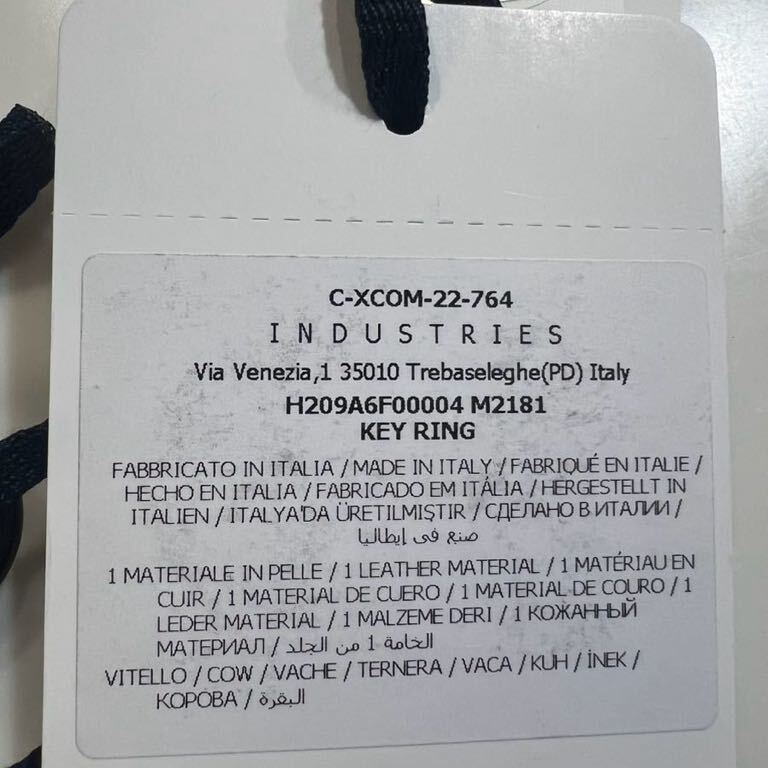 C-XCOM-22-764
INDUSTRIES
Via Venezia,1 35010 Trebaseleghe(PD) Italy
H209A6F00004 M2181
KEY RING
FABBRICATO IN ITALIA / MADE IN ITALY / FABRIQUÉ EN ITALIE /
HECHO EN ITALIA / FABRICADO EM ITÁLIA / HERGESTELLT IN
ITALIEN / ITALYA'DA ÜRETILMIŞTIR / СДЕЛАНО В ИТАЛИИ /
صنع في إيطاليا
1 MATERIALE IN PELLE / 1 LEATHER MATERIAL / 1 MATÉRIAU EN
CUIR / 1 MATERIAL DE CUERO / 1 MATERIAL DE COURO / 1
LEDER MATERIAL / 1 MALZEME DERI / 1 КОЖАННЫЙ
МАТЕРИАЛ / الخامة 1 من الجلد
VITELLO / COW / VACHE / TERNERA / VACA / KUH / İNEK /
КОРОВА / البقرة